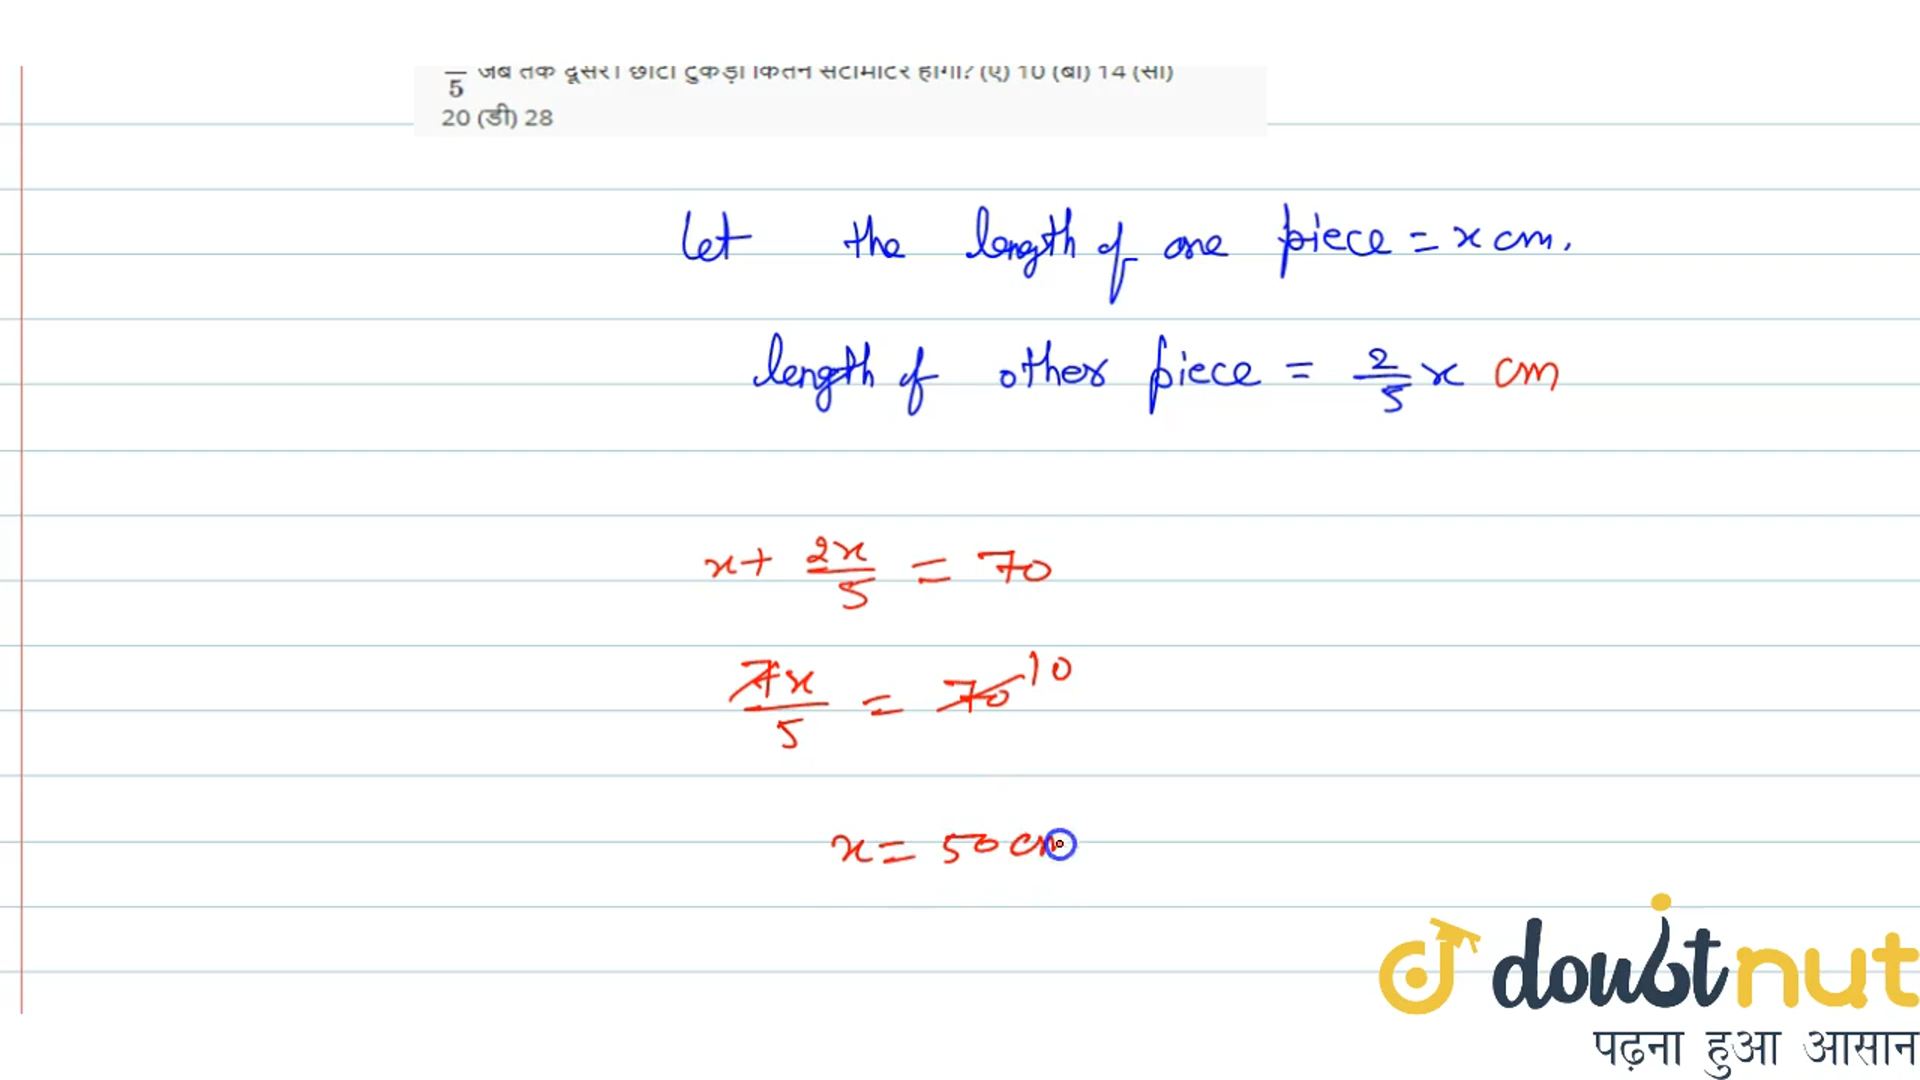 5 जब तक दूसरा छोटा टुकड़ा कितने सेंटीमीटर होगा? (ए) 10 (बी) 14 (सी)
20 (डी) 28
Let the length of one piece = x cm.
length of other piece = 2/5 x cm
x + 2x/5 = 70
7x/5 = 70 10
x = 50 cm
doubtnut
पढ़ना हुआ आसान